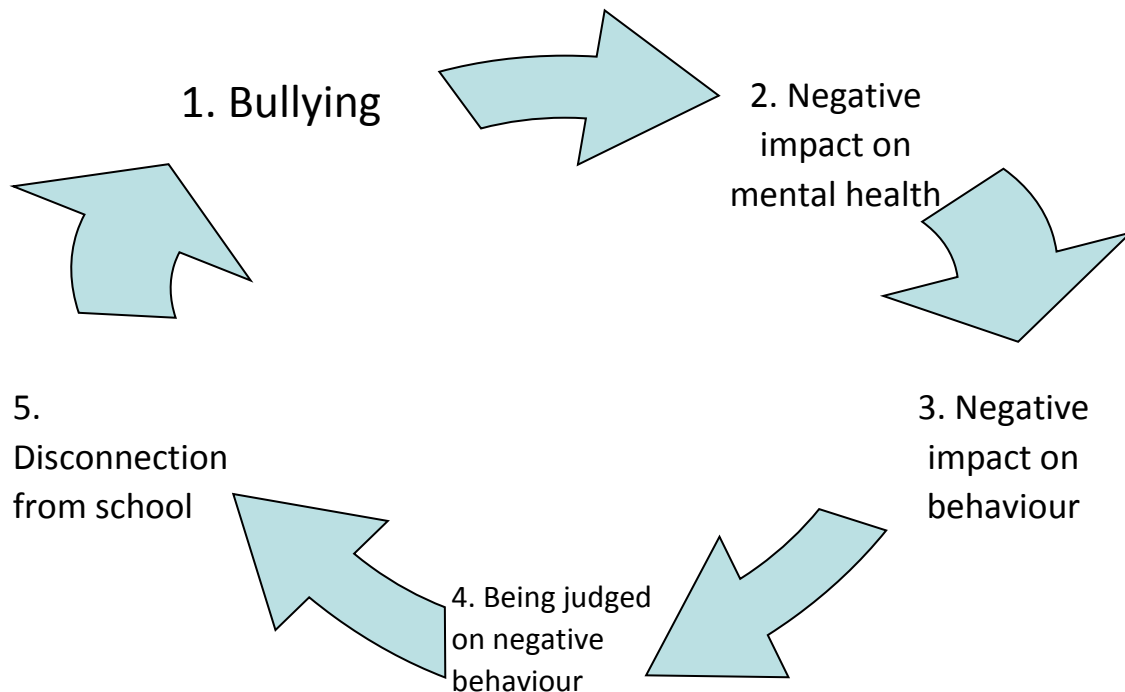 1. Bullying
2. Negative
impact on
mental health
3. Negative
impact on
behaviour
4. Being judged
on negative
behaviour
5.
Disconnection
from school